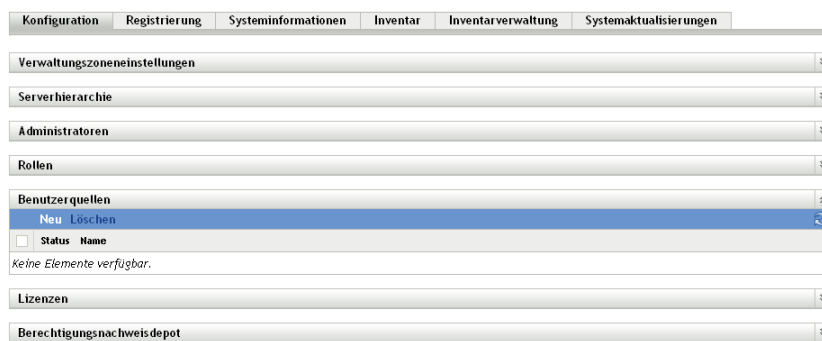 Konfiguration Registrierung Systeminformationen Inventar Inventarverwaltung Systemaktualisierungen
Verwaltungszoneneinstellungen
Serverhierarchie
Administratoren
Rollen
Benutzerquellen
Neu Löschen
Status Name
Keine Elemente verfügbar.
Lizenzen
Berechtigungsnachweisdepot